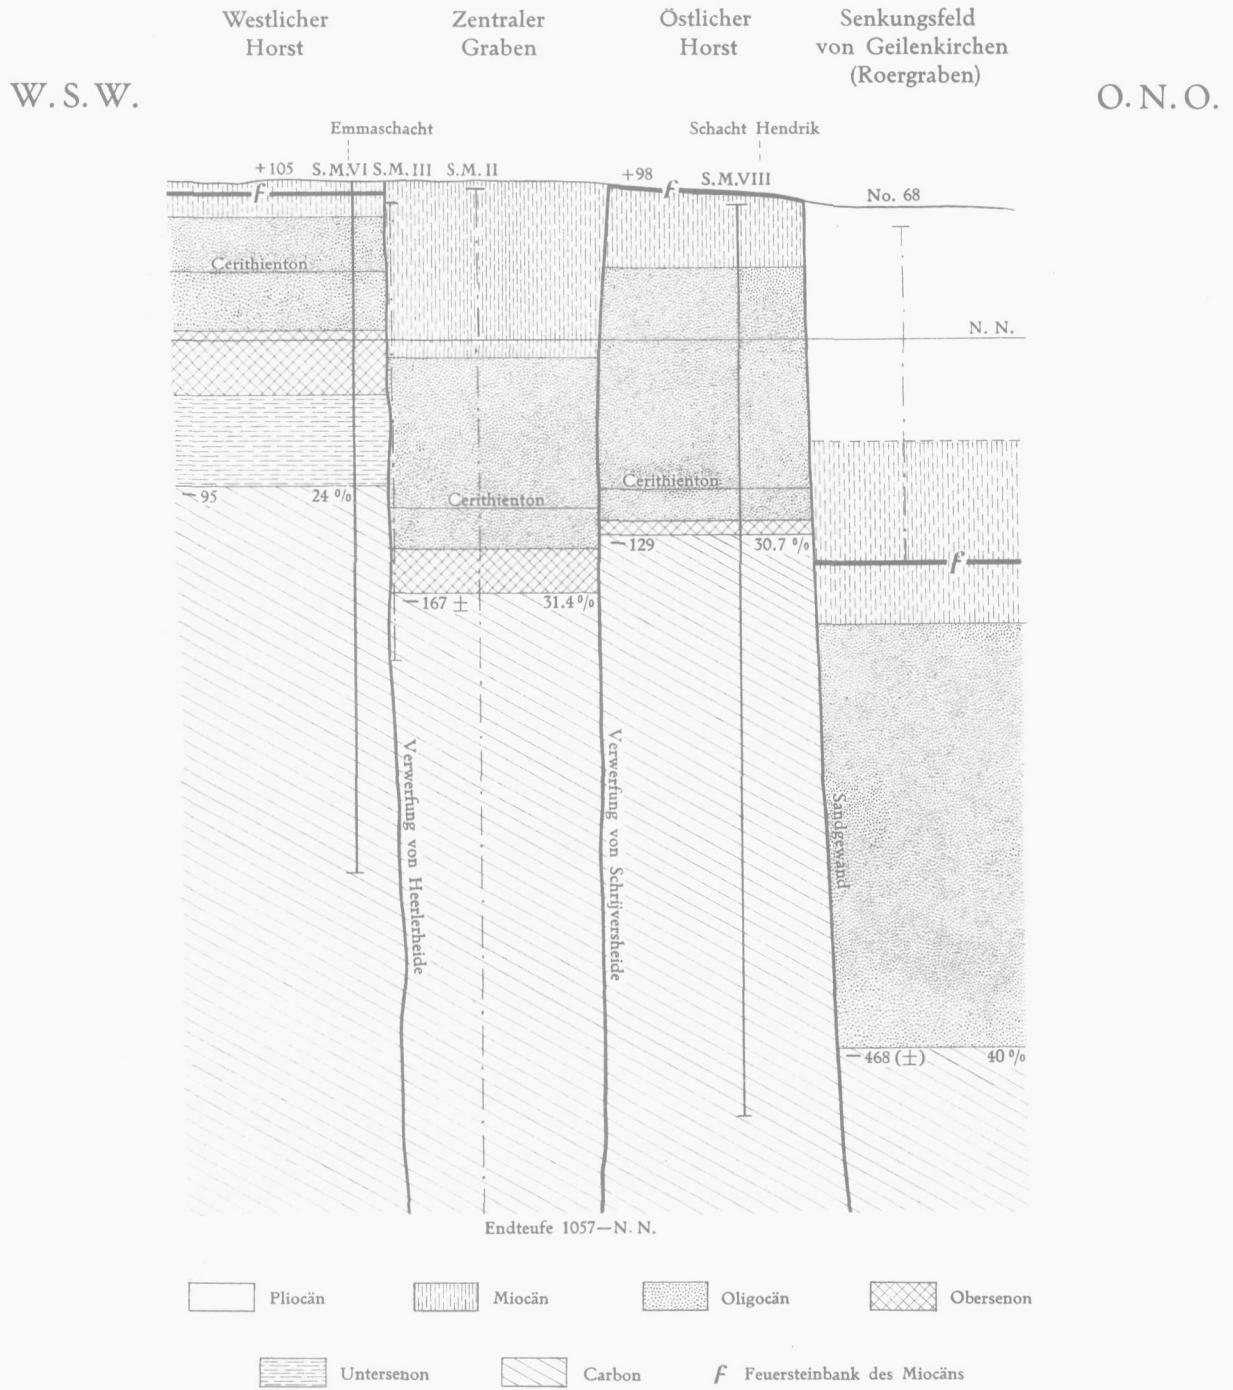 Westlicher
Horst
Zentraler
Graben
Östlicher
Horst
Senkungsfeld
von Geilenkirchen
(Roergraben)
W. S. W.
O. N. O.
Emmaschacht
Schacht Hendrik
+105
S.M.VI
S.M.III
S.M.II
+98
S.M.VIII
No. 68
f
f
Cerithienton
N. N.
Cerithienton
Cerithienton
—95
24 %
—129
30.7 %
f
—167 ±
31.4 %
Verwerfung von Heerlerheide
Verwerfung von Schrijversheide
Sandgewand
—468 (±)
40 %
Endteufe 1057—N. N.
Pliocän
Miocän
Oligocän
Obersenon
Untersenon
Carbon
f Feuersteinbank des Miocäns